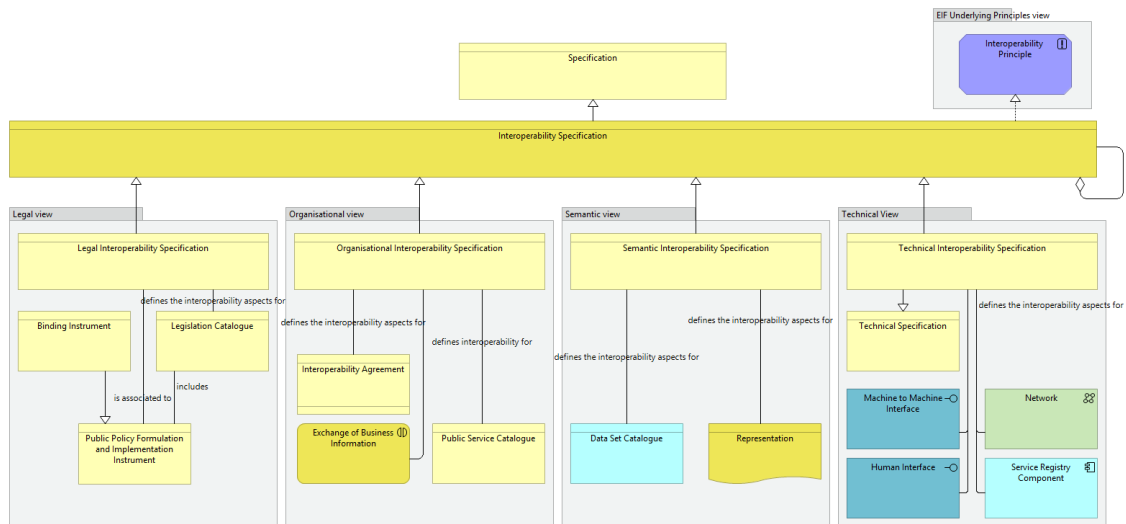 EIF Underlying Principles view
Interoperability
Principle
Specification
Interoperability Specification
Legal view
Legal Interoperability Specification
defines the interoperability aspects for
Binding Instrument
Legislation Catalogue
includes
is associated to
Public Policy Formulation
and Implementation
Instrument
Organisational view
Organisational Interoperability Specification
defines the interoperability aspects for
defines interoperability for
Interoperability Agreement
Exchange of Business
Information
Public Service Catalogue
Semantic view
Semantic Interoperability Specification
defines the interoperability aspects for
defines the interoperability aspects for
Data Set Catalogue
Representation
Technical View
Technical Interoperability Specification
defines the interoperability aspects for
Technical Specification
Machine to Machine
Interface
Network
Human Interface
Service Registry
Component